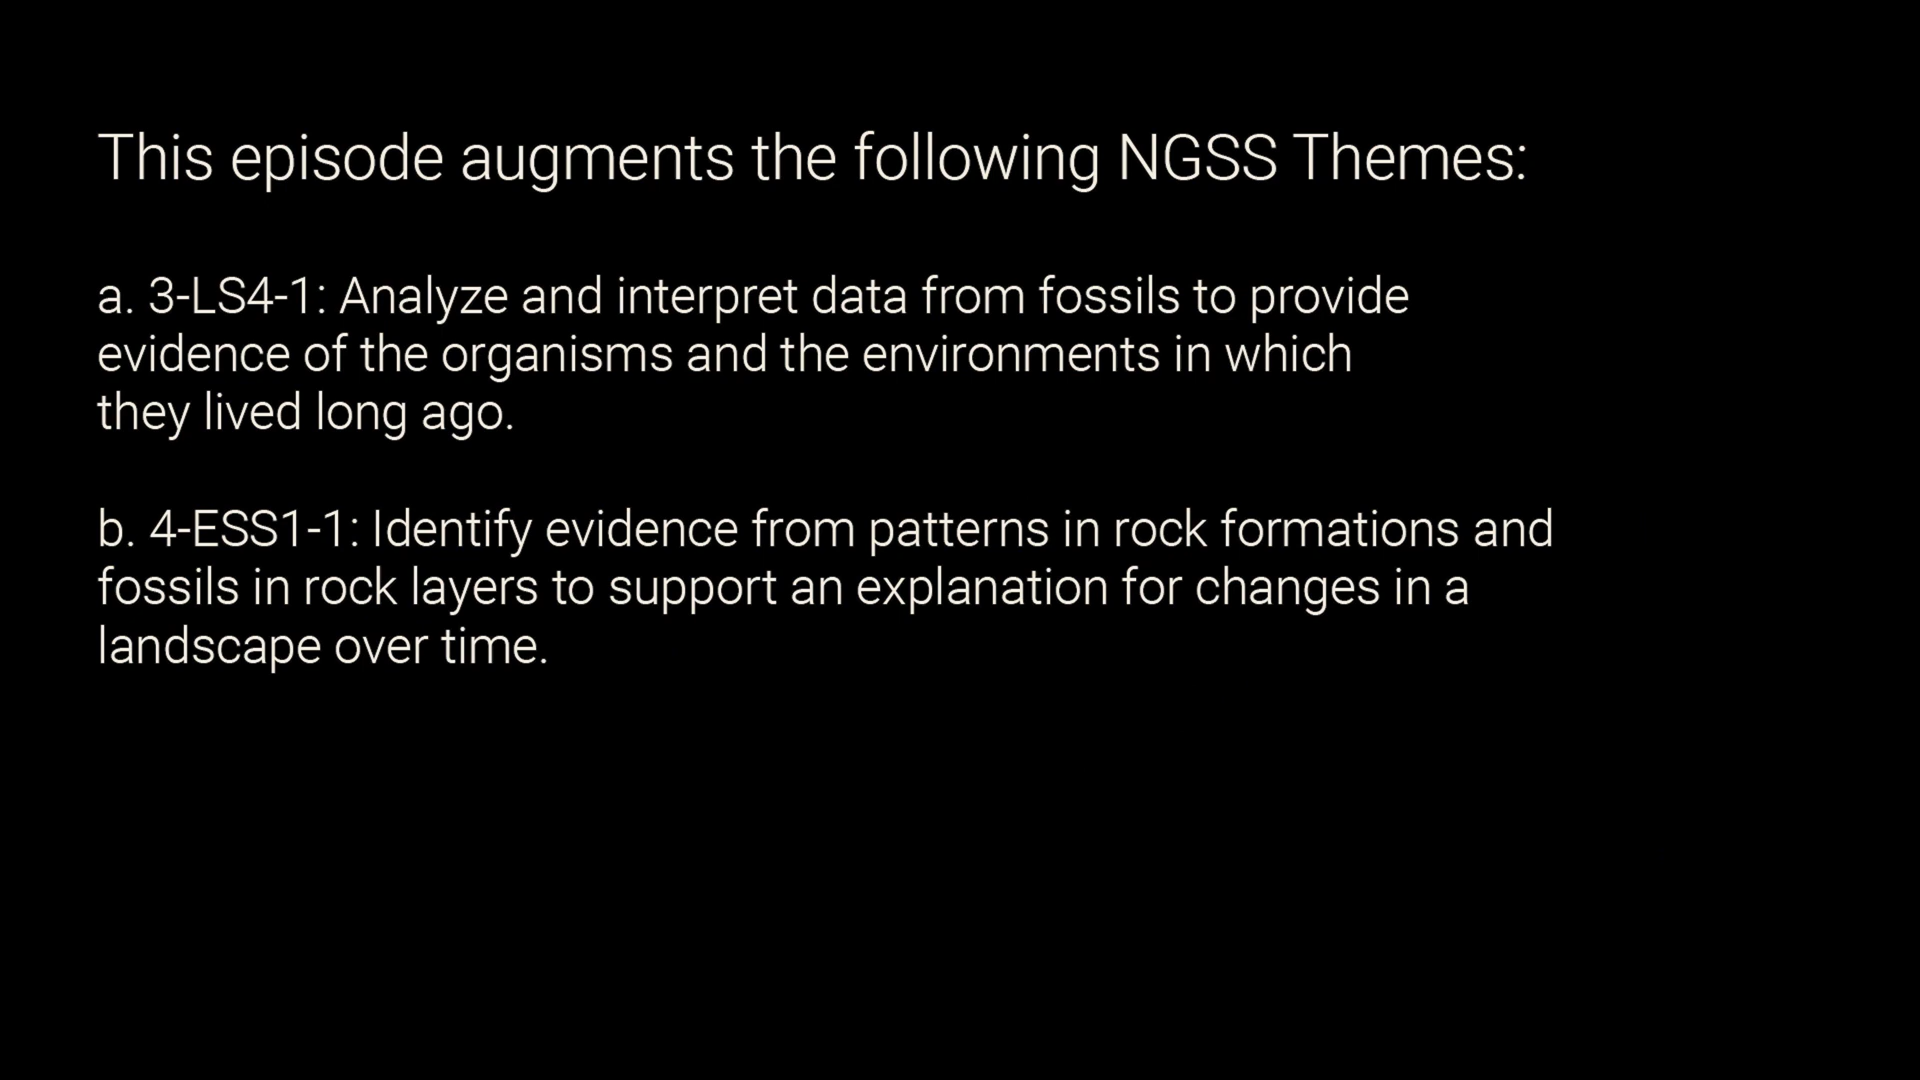 This episode augments the following NGSS Themes:
a. 3-LS4-1: Analyze and interpret data from fossils to provide
evidence of the organisms and the environments in which
they lived long ago.
b. 4-ESS1-1: Identify evidence from patterns in rock formations and
fossils in rock layers to support an explanation for changes in a
landscape over time.